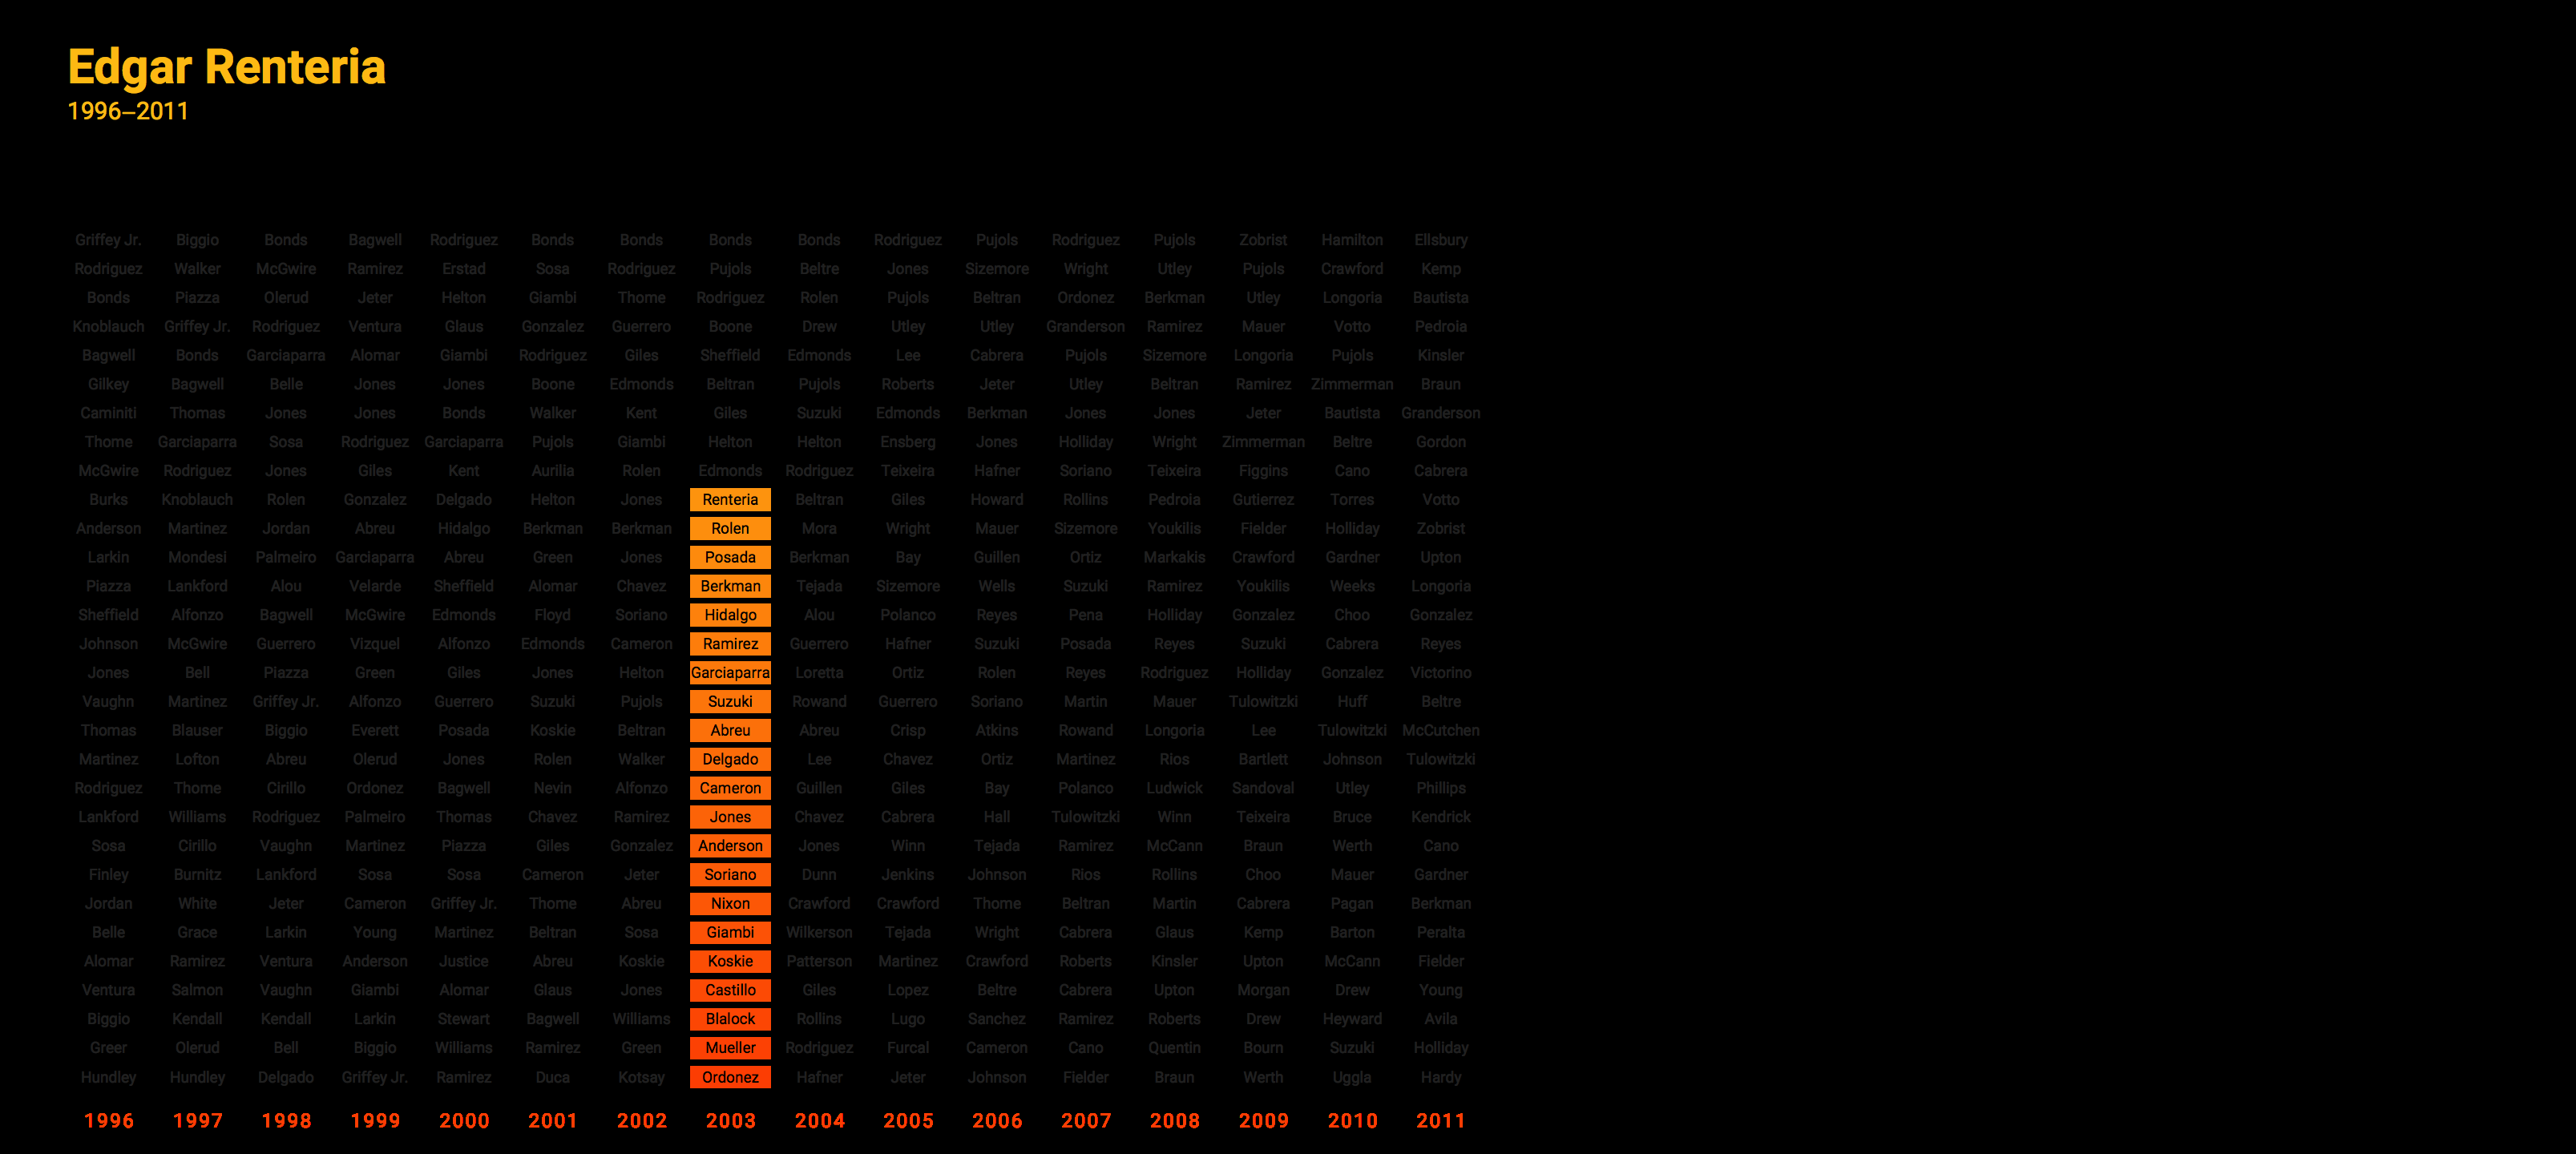 Edgar Renteria
1996–2011
Griffey Jr. Biggio Bonds Bagwell Rodriguez Bonds Bonds Bonds Bonds Rodriguez Pujols Rodriguez Pujols Zobrist Hamilton Ellsbury
Rodriguez Walker McGwire Ramirez Erstad Sosa Rodriguez Pujols Beltre Jones Sizemore Wright Utley Pujols Crawford Kemp
Bonds Piazza Olerud Jeter Helton Giambi Thome Rodriguez Rolen Pujols Beltran Ordonez Berkman Utley Longoria Bautista
Knoblauch Griffey Jr. Rodriguez Ventura Glaus Gonzalez Guerrero Boone Drew Utley Utley Granderson Ramirez Mauer Votto Pedroia
Bagwell Bonds Garciaparra Alomar Giambi Rodriguez Giles Sheffield Edmonds Lee Cabrera Pujols Sizemore Longoria Pujols Kinsler
Gilkey Bagwell Belle Jones Jones Boone Edmonds Beltran Pujols Roberts Jeter Utley Beltran Ramirez Zimmerman Braun
Caminiti Thomas Jones Jones Bonds Walker Kent Giles Suzuki Edmonds Berkman Jones Jones Jeter Bautista Granderson
Thome Garciaparra Sosa Rodriguez Garciaparra Pujols Giambi Helton Helton Ensberg Jones Holliday Wright Zimmerman Beltre Gordon
McGwire Rodriguez Jones Giles Kent Aurilia Rolen Edmonds Rodriguez Teixeira Hafner Soriano Teixeira Figgins Cano Cabrera
Burks Knoblauch Rolen Gonzalez Delgado Helton Jones Renteria Beltran Giles Howard Rollins Pedroia Gutierrez Torres Votto
Anderson Martinez Jordan Abreu Hidalgo Berkman Berkman Rolen Mora Wright Mauer Sizemore Youkilis Fielder Holliday Zobrist
Larkin Mondesi Palmeiro Garciaparra Abreu Green Jones Posada Berkman Bay Guillen Ortiz Markakis Crawford Gardner Upton
Piazza Lankford Alou Velarde Sheffield Alomar Chavez Berkman Tejada Sizemore Wells Suzuki Ramirez Youkilis Weeks Longoria
Sheffield Alfonzo Bagwell McGwire Edmonds Floyd Soriano Hidalgo Alou Polanco Reyes Pena Holliday Gonzalez Choo Gonzalez
Johnson McGwire Guerrero Vizquel Alfonzo Edmonds Cameron Ramirez Guerrero Hafner Suzuki Posada Reyes Suzuki Cabrera Reyes
Jones Bell Piazza Green Giles Jones Helton Garciaparra Loretta Ortiz Rolen Reyes Rodriguez Holliday Gonzalez Victorino
Vaughn Martinez Griffey Jr. Alfonzo Guerrero Suzuki Pujols Suzuki Rowand Guerrero Soriano Martin Mauer Tulowitzki Huff Beltre
Thomas Blauser Biggio Everett Posada Koskie Beltran Abreu Abreu Crisp Atkins Rowand Longoria Lee Tulowitzki McCutchen
Martinez Lofton Abreu Olerud Jones Rolen Walker Delgado Lee Chavez Ortiz Martinez Rios Bartlett Johnson Tulowitzki
Rodriguez Thome Cirillo Ordonez Bagwell Nevin Alfonzo Cameron Guillen Giles Bay Polanco Ludwick Sandoval Utley Phillips
Lankford Williams Rodriguez Palmeiro Thomas Chavez Ramirez Jones Chavez Cabrera Hall Tulowitzki Winn Teixeira Bruce Kendrick
Sosa Cirillo Vaughn Martinez Piazza Giles Gonzalez Anderson Jones Winn Tejada Ramirez McCann Braun Werth Cano
Finley Burnitz Lankford Sosa Sosa Cameron Jeter Soriano Dunn Jenkins Johnson Rios Rollins Choo Mauer Gardner
Jordan White Jeter Cameron Griffey Jr. Thome Abreu Nixon Crawford Crawford Thome Beltran Martin Cabrera Pagan Berkman
Belle Grace Larkin Young Martinez Beltran Sosa Giambi Wilkerson Tejada Wright Cabrera Glaus Kemp Barton Peralta
Alomar Ramirez Ventura Anderson Justice Abreu Koskie Koskie Patterson Martinez Crawford Roberts Kinsler Upton McCann Fielder
Ventura Salmon Vaughn Giambi Alomar Glaus Jones Castillo Giles Lopez Beltre Cabrera Upton Morgan Drew Young
Biggio Kendall Kendall Larkin Stewart Bagwell Williams Blalock Rollins Lugo Sanchez Ramirez Roberts Drew Heyward Avila
Greer Olerud Bell Biggio Williams Ramirez Green Mueller Rodriguez Furcal Cameron Cano Quentin Bourn Suzuki Holliday
Hundley Hundley Delgado Griffey Jr. Ramirez Duca Kotsay Ordonez Hafner Jeter Johnson Fielder Braun Werth Uggla Hardy
1996 1997 1998 1999 2000 2001 2002 2003 2004 2005 2006 2007 2008 2009 2010 2011